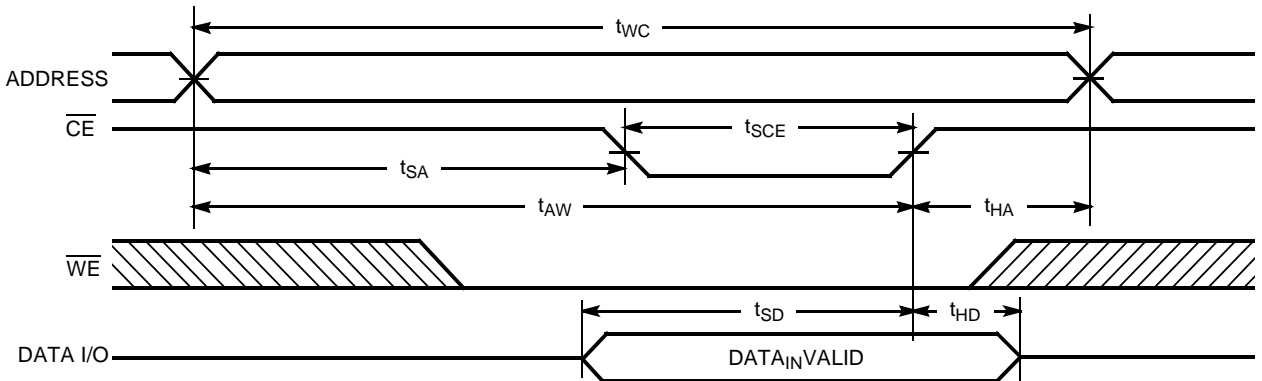 tWC
ADDRESS
CE
tSCE
tSA
tAW
tHA
WE
tSD
tHD
DATA I/O
DATAINVALID